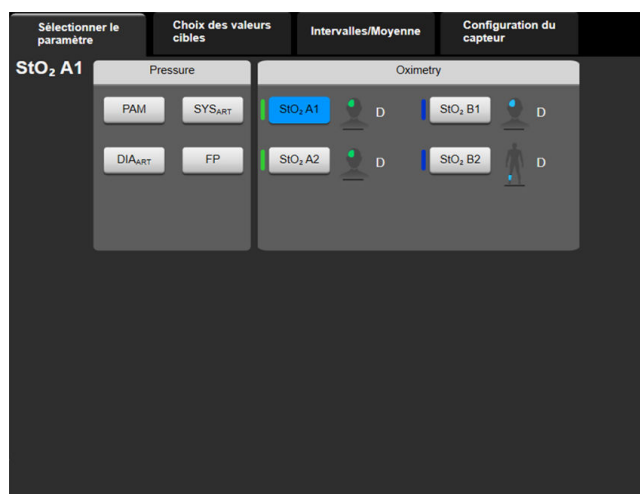 Sélectionner le
paramètre
Choix des valeurs
cibles
Intervalles/Moyenne
Configuration du
capteur
StO₂ A1
Pressure
Oximetry
PAM
SYSART
StO₂ A1
D
StO₂ B1
D
DIAART
FP
StO₂ A2
D
StO₂ B2
D